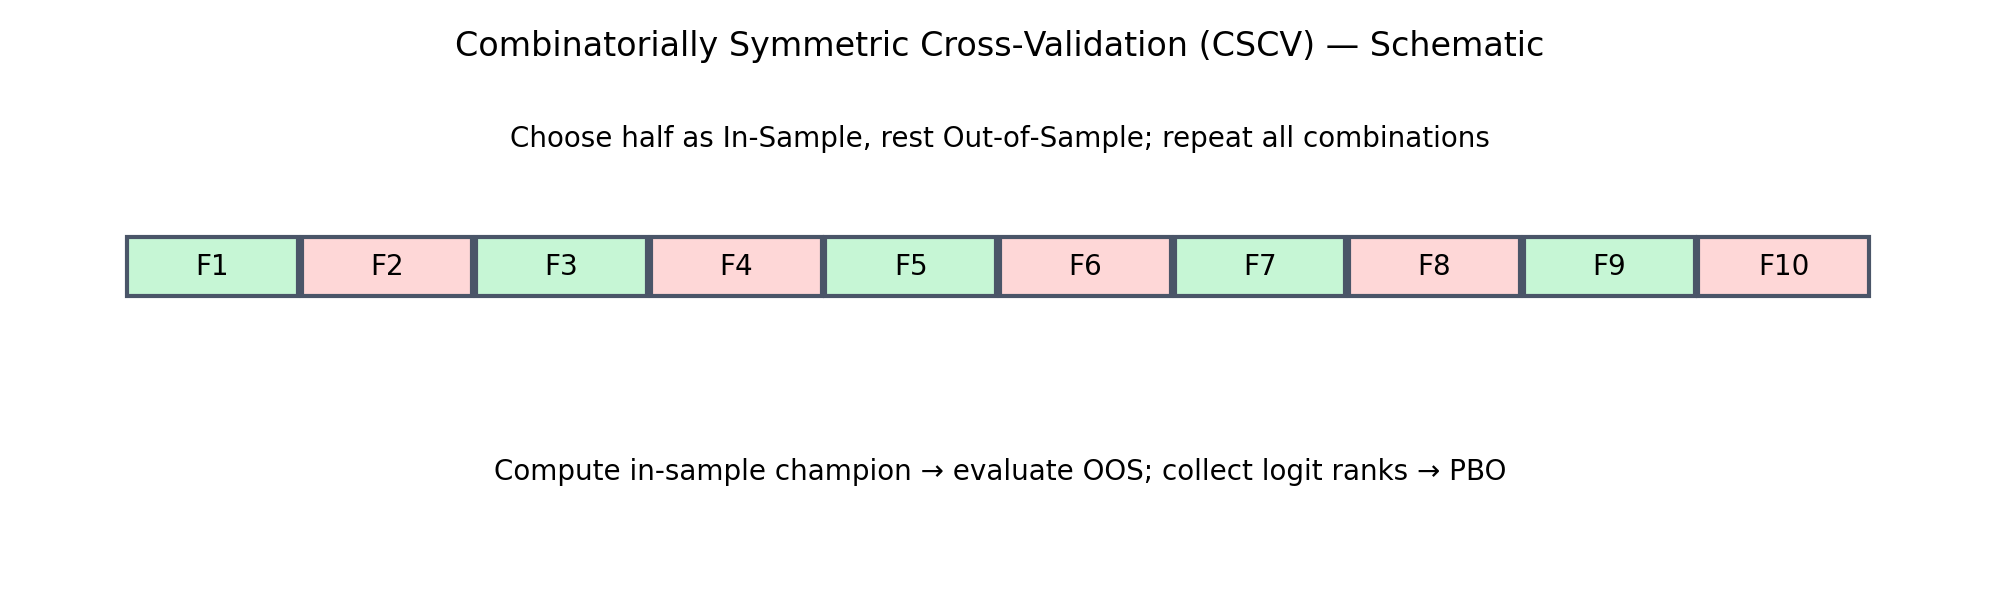 Combinatorially Symmetric Cross-Validation (CSCV) — Schematic
Choose half as In-Sample, rest Out-of-Sample; repeat all combinations
F1 F2 F3 F4 F5 F6 F7 F8 F9 F10
Compute in-sample champion → evaluate OOS; collect logit ranks → PBO